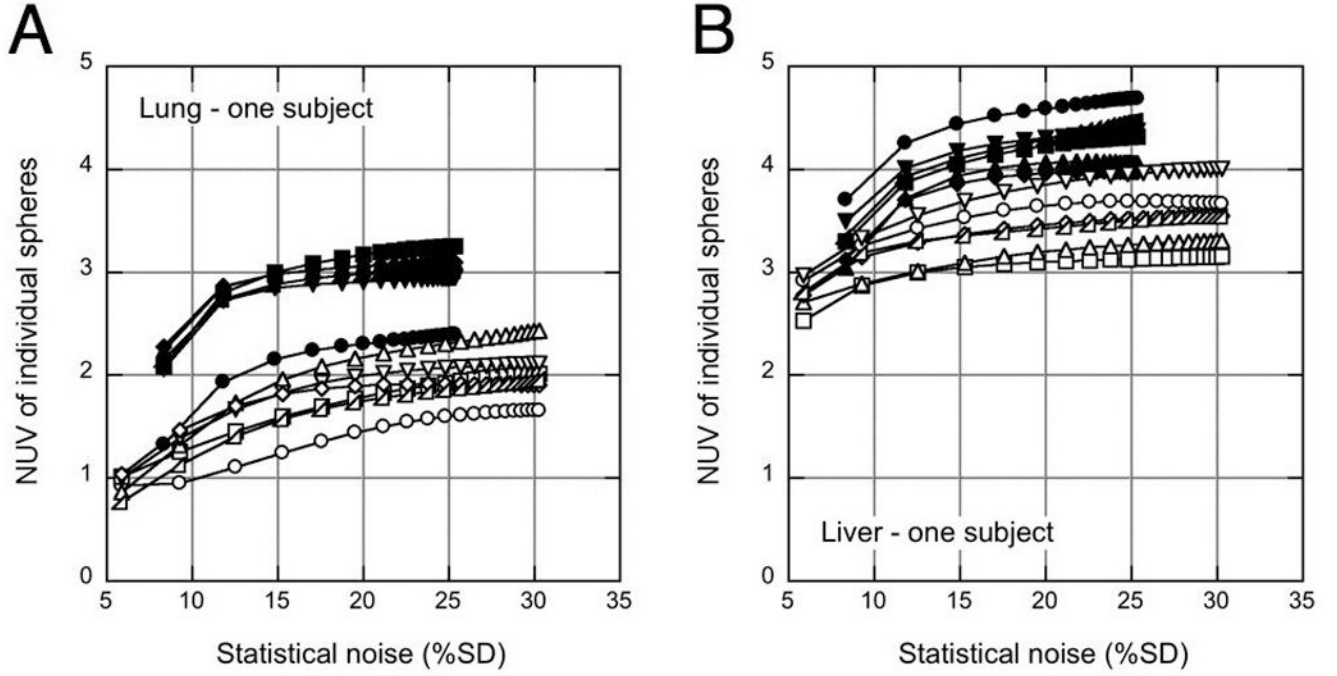 A
B
5
4
3
2
1
0
NUV of individual spheres
Lung - one subject
5 10 15 20 25 30 35
Statistical noise (%SD)
5
4
3
2
1
0
NUV of individual spheres
Liver - one subject
5 10 15 20 25 30 35
Statistical noise (%SD)